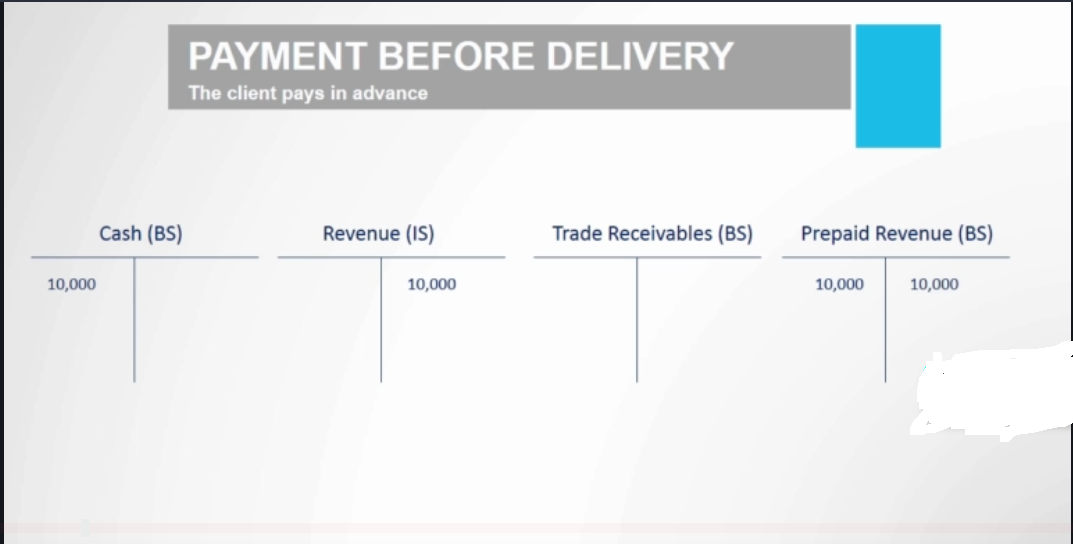 PAYMENT BEFORE DELIVERY
The client pays in advance
Cash (BS) Revenue (IS) Trade Receivables (BS) Prepaid Revenue (BS)
10,000 10,000 10,000 10,000